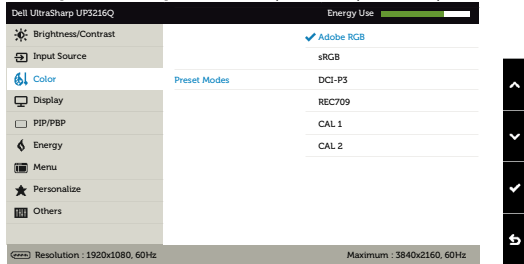 Dell UltraSharp UP3216Q Energy Use
Brightness/Contrast Adobe RGB
Input Source sRGB
Color Preset Modes DCI-P3
Display REC709
PIP/PBP CAL 1
Energy CAL 2
Menu
Personalize
Others
Resolution : 1920x1080, 60Hz Maximum : 3840x2160, 60Hz